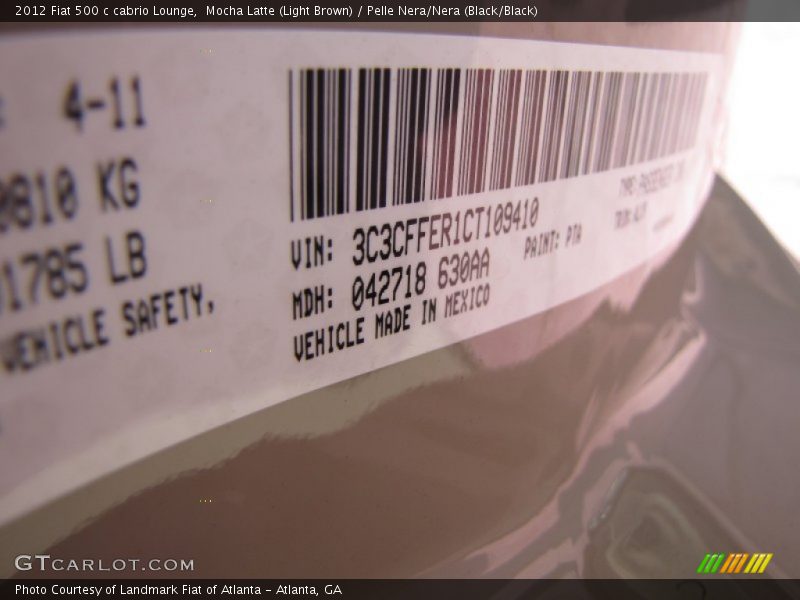 2012 Fiat 500 c cabrio Lounge, Mocha Latte (Light Brown) / Pelle Nera/Nera (Black/Black)
4-11
0810 KG
1785 LB
VEHICLE SAFETY,
VIN: 3C3CFFER1CT109410
MDH: 042718 630AA
PAINT: PTA
VEHICLE MADE IN MEXICO
TYPE: PASSENGER
GTCARLOT.COM
Photo Courtesy of Landmark Fiat of Atlanta - Atlanta, GA